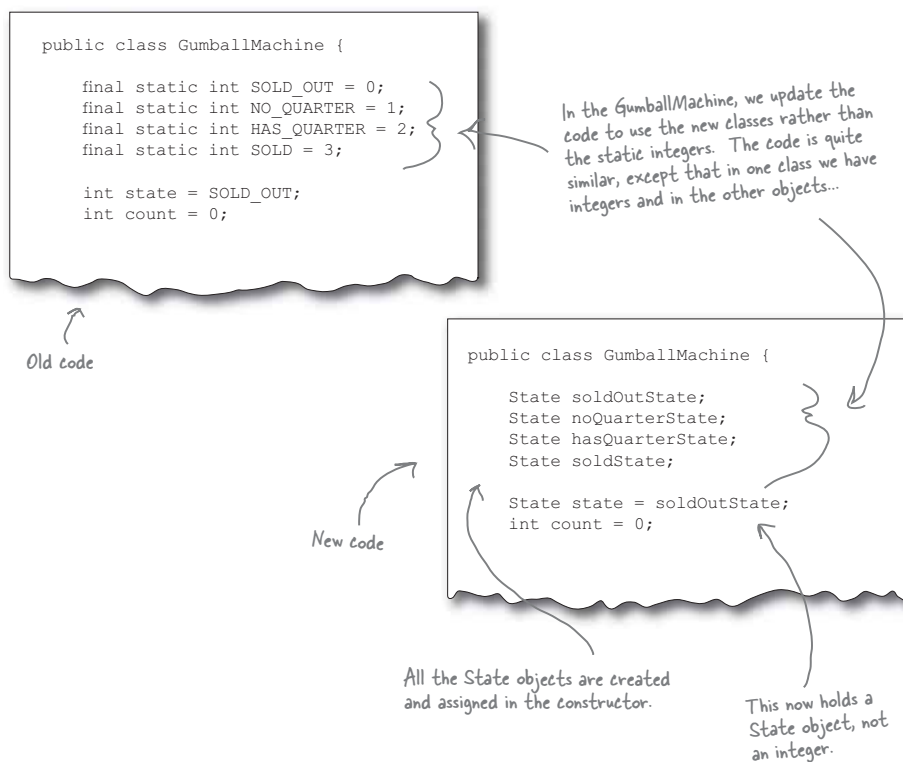 public class GumballMachine {
final static int SOLD_OUT = 0;
final static int NO_QUARTER = 1;
final static int HAS_QUARTER = 2;
final static int SOLD = 3;
int state = SOLD_OUT;
int count = 0;
In the GumballMachine, we update the
code to use the new classes rather than
the static integers. The code is quite
similar, except that in one class we have
integers and in the other objects...
Old code
public class GumballMachine {
State soldOutState;
State noQuarterState;
State hasQuarterState;
State soldState;
State state = soldOutState;
int count = 0;
New code
All the State objects are created
and assigned in the constructor.
This now holds a
State object, not
an integer.